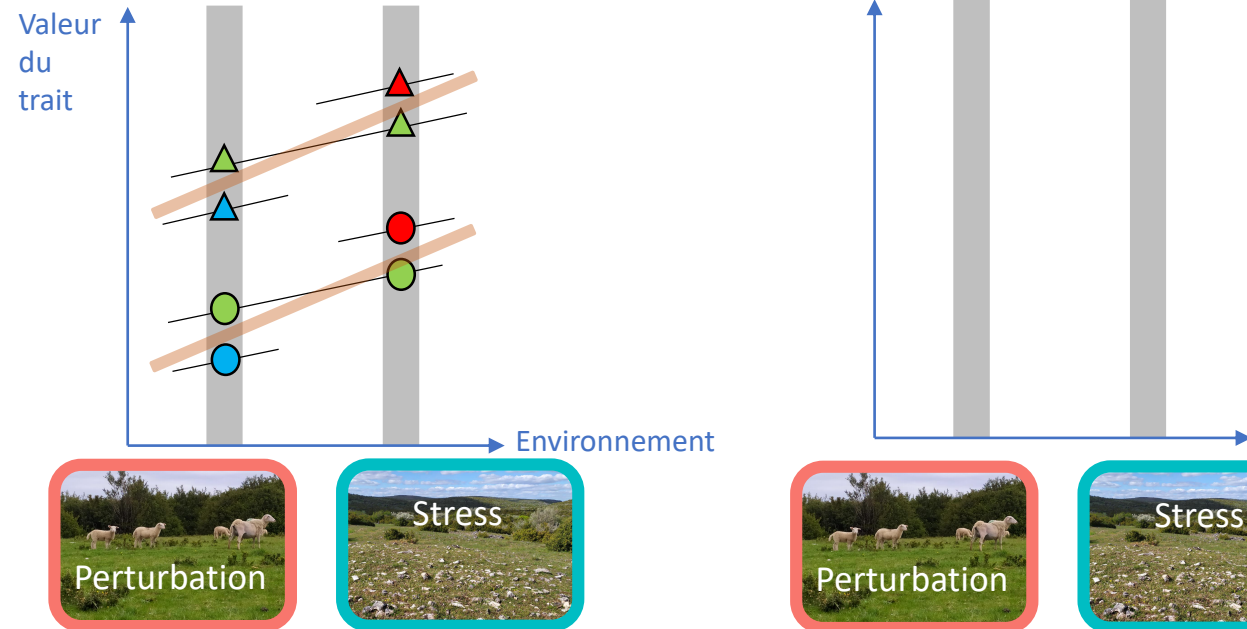 Valeur
du
trait
Environnement
Perturbation
Stress
Perturbation
Stress